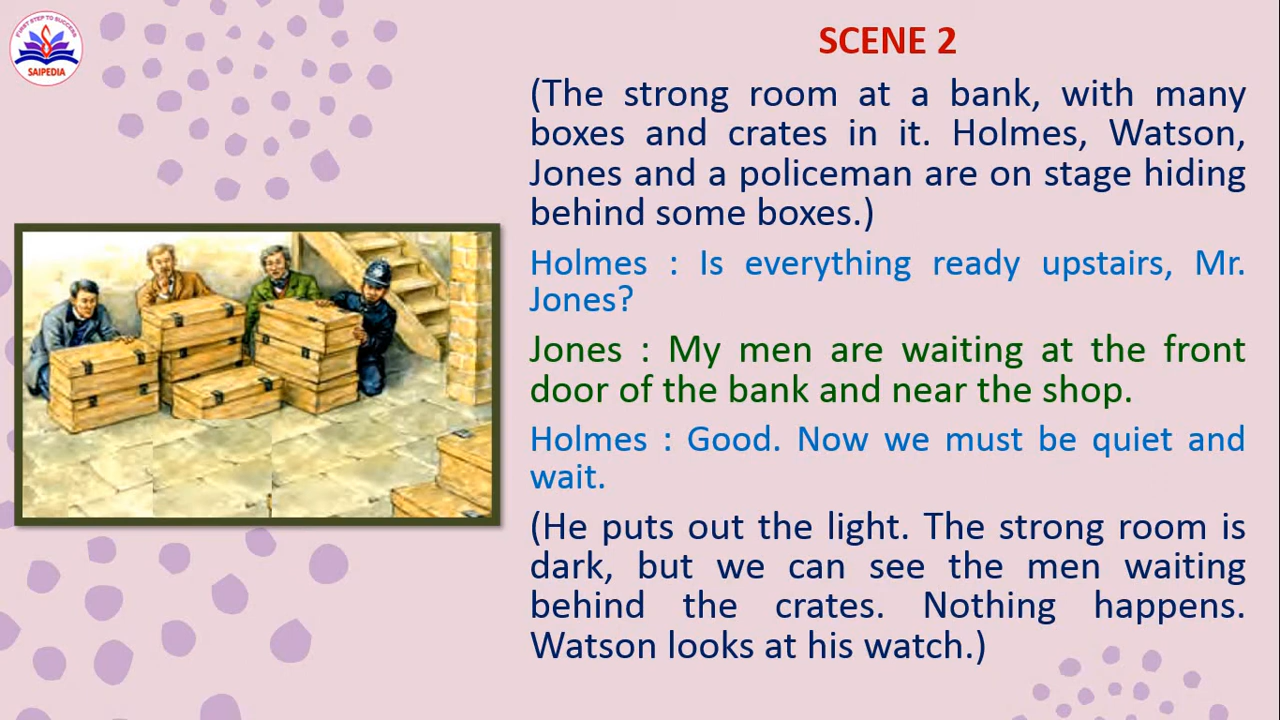 FIRST STEP TO SUCCESS
SAIPEDIA
SCENE 2
(The strong room at a bank, with many
boxes and crates in it. Holmes, Watson,
Jones and a policeman are on stage hiding
behind some boxes.)
Holmes : Is everything ready upstairs, Mr.
Jones?
Jones : My men are waiting at the front
door of the bank and near the shop.
Holmes : Good. Now we must be quiet and
wait.
(He puts out the light. The strong room is
dark, but we can see the men waiting
behind the crates. Nothing happens.
Watson looks at his watch.)